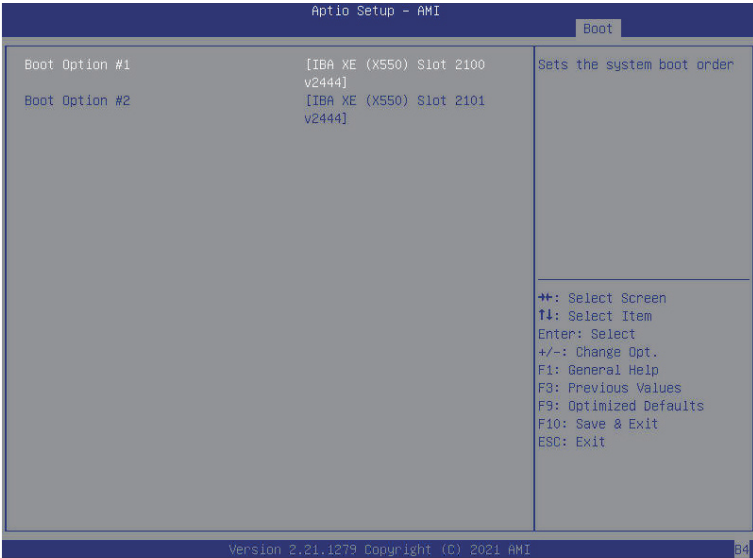 Aptio Setup – AMI
Boot
Boot Option #1 [IBA XE (X550) Slot 2100
v2444]
Boot Option #2 [IBA XE (X550) Slot 2101
v2444]
Sets the system boot order
→←: Select Screen
↑↓: Select Item
Enter: Select
+/-: Change Opt.
F1: General Help
F3: Previous Values
F9: Optimized Defaults
F10: Save & Exit
ESC: Exit
Version 2.21.1279 Copyright (C) 2021 AMI
B4